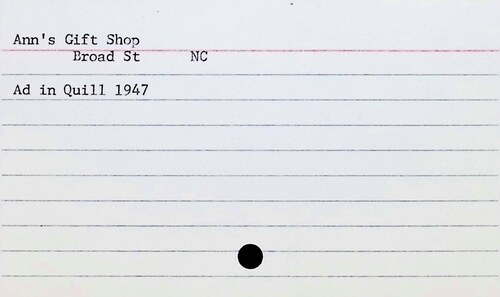 Ann's Gift Shop
Broad St NC
Ad in Quill 1947